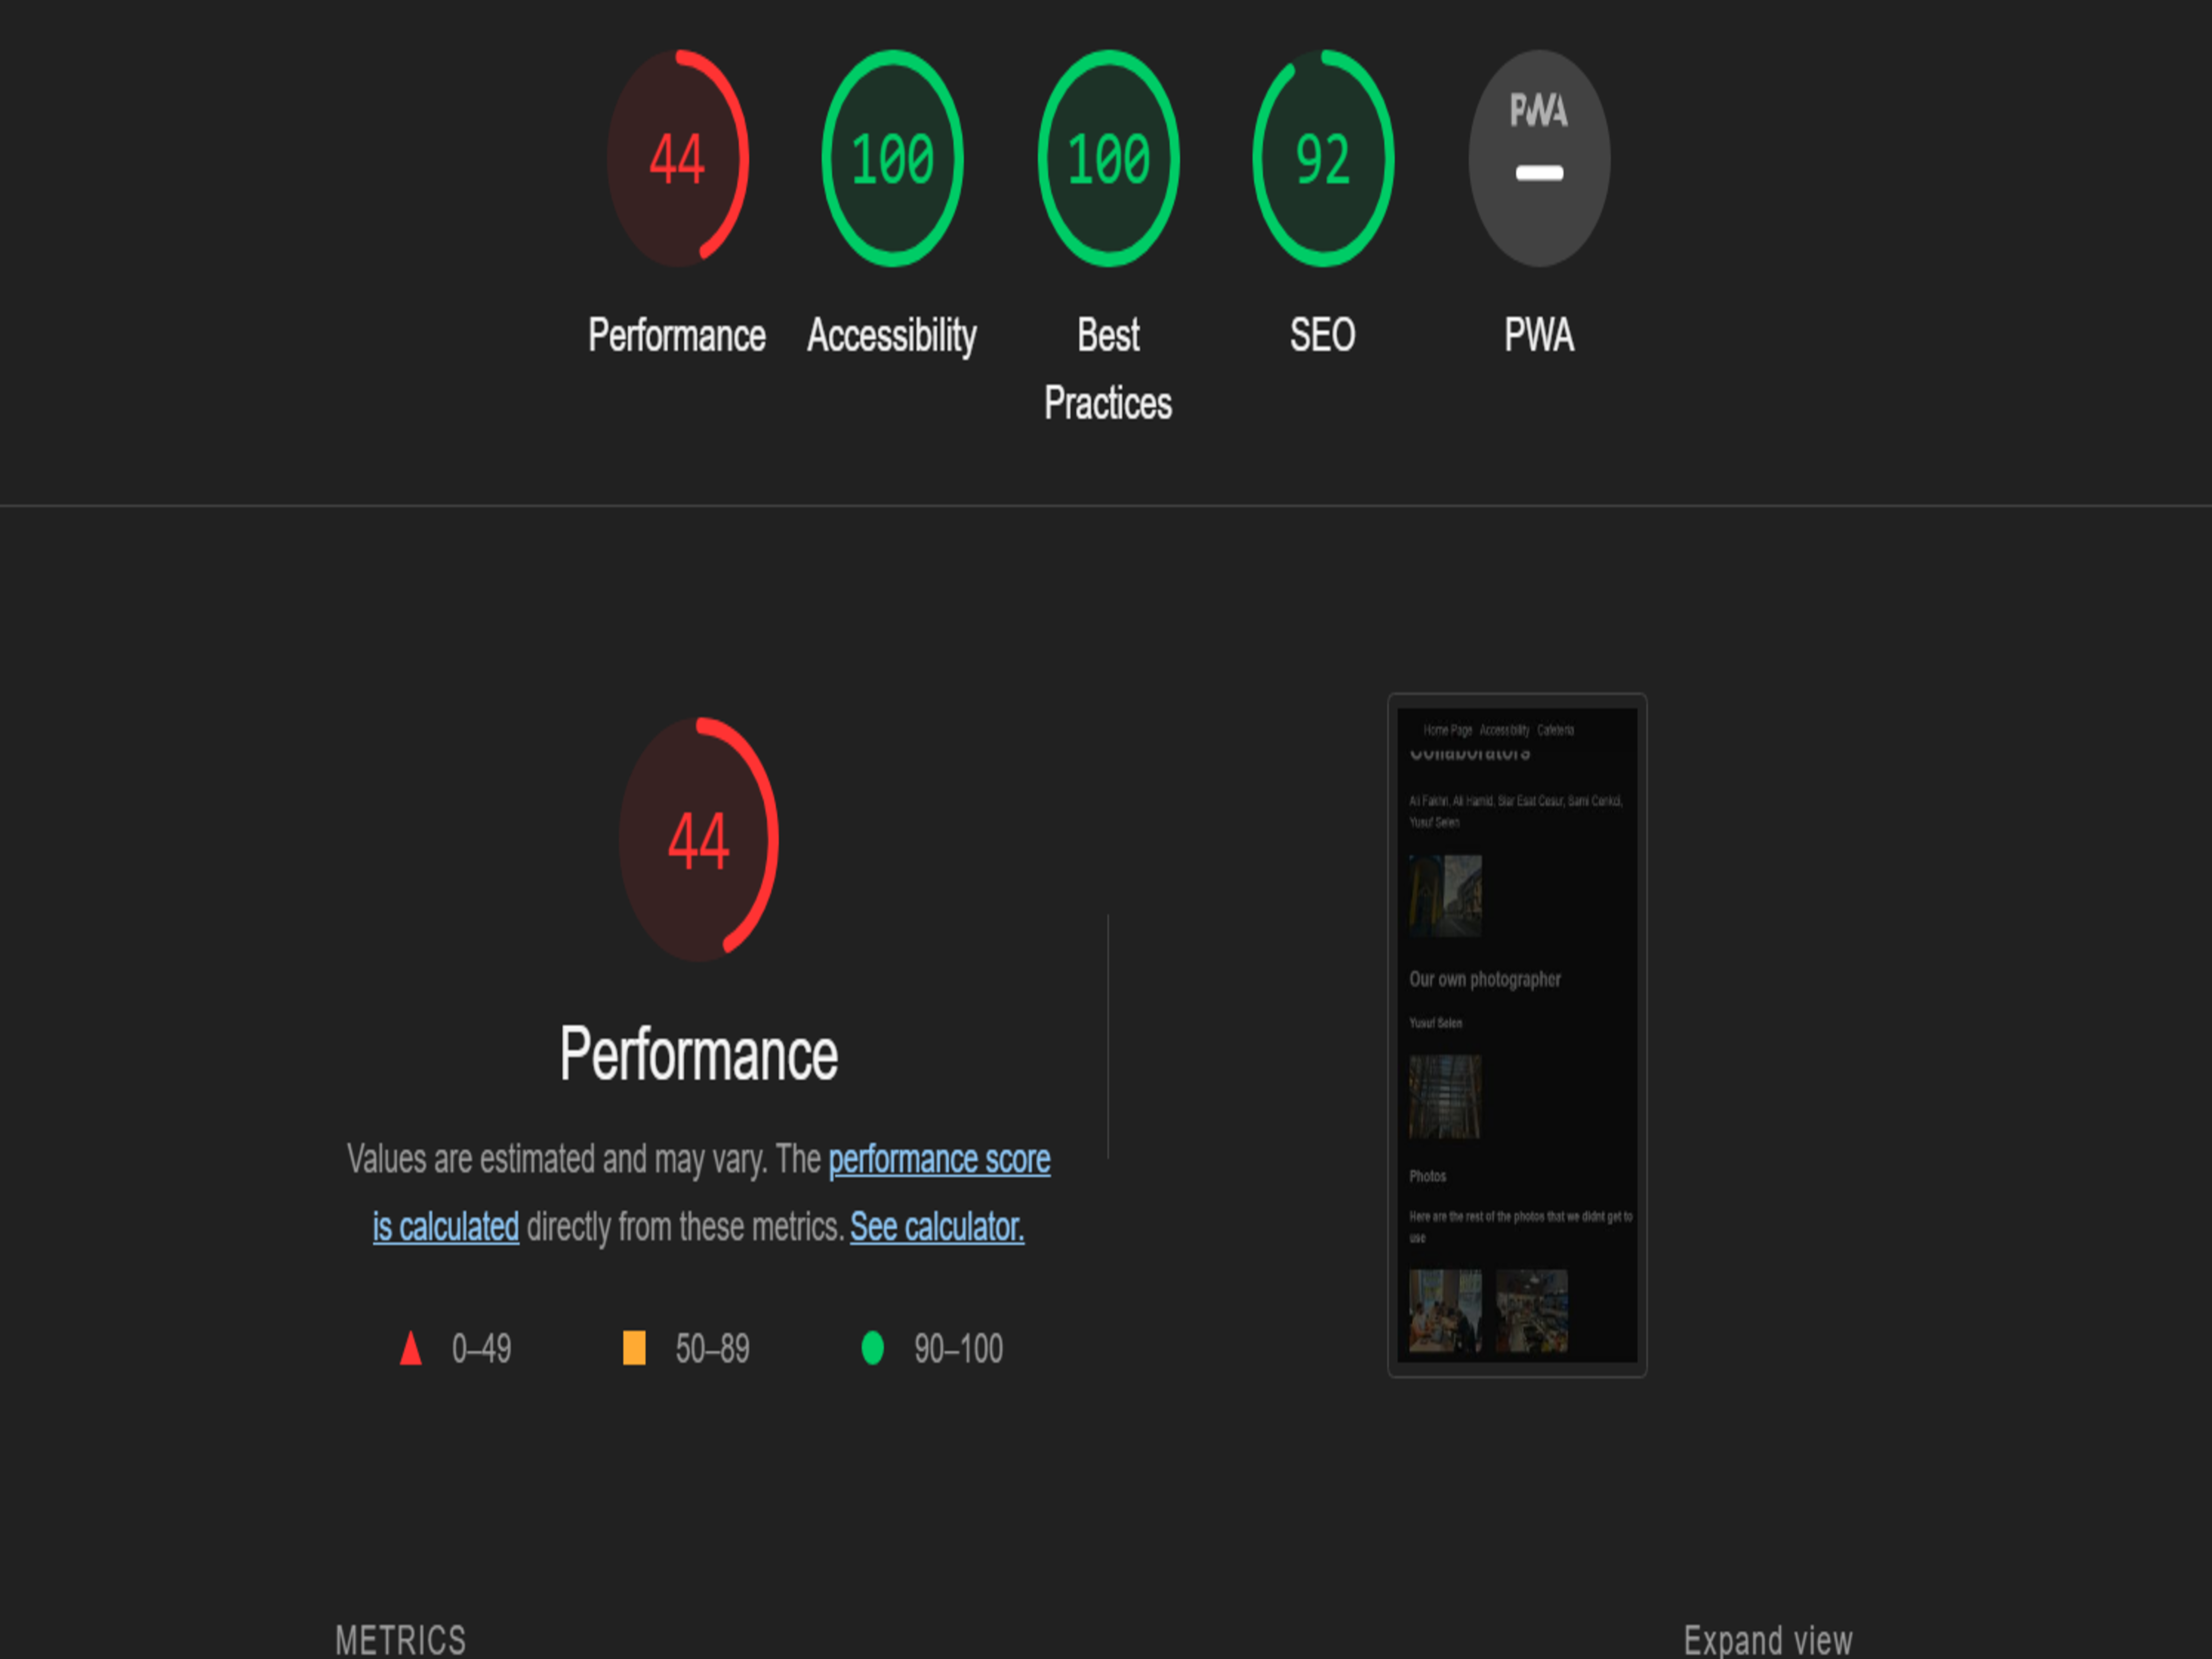 44
100
100
92
PWA
Performance
Accessibility
Best
Practices
SEO
PWA
44
Performance
Values are estimated and may vary. The performance score
is calculated directly from these metrics. See calculator.
0–49
50–89
90–100
Home Page Accessibility Cafeteria
Collaborators
Ali Fakhri, Ali Hamid, Esat Cesur, Sami
Yusuf Selen
Our own photographer
Yusuf Selen
Photos
Here are the rest of the photos that we didnt get to
use
METRICS
Expand view